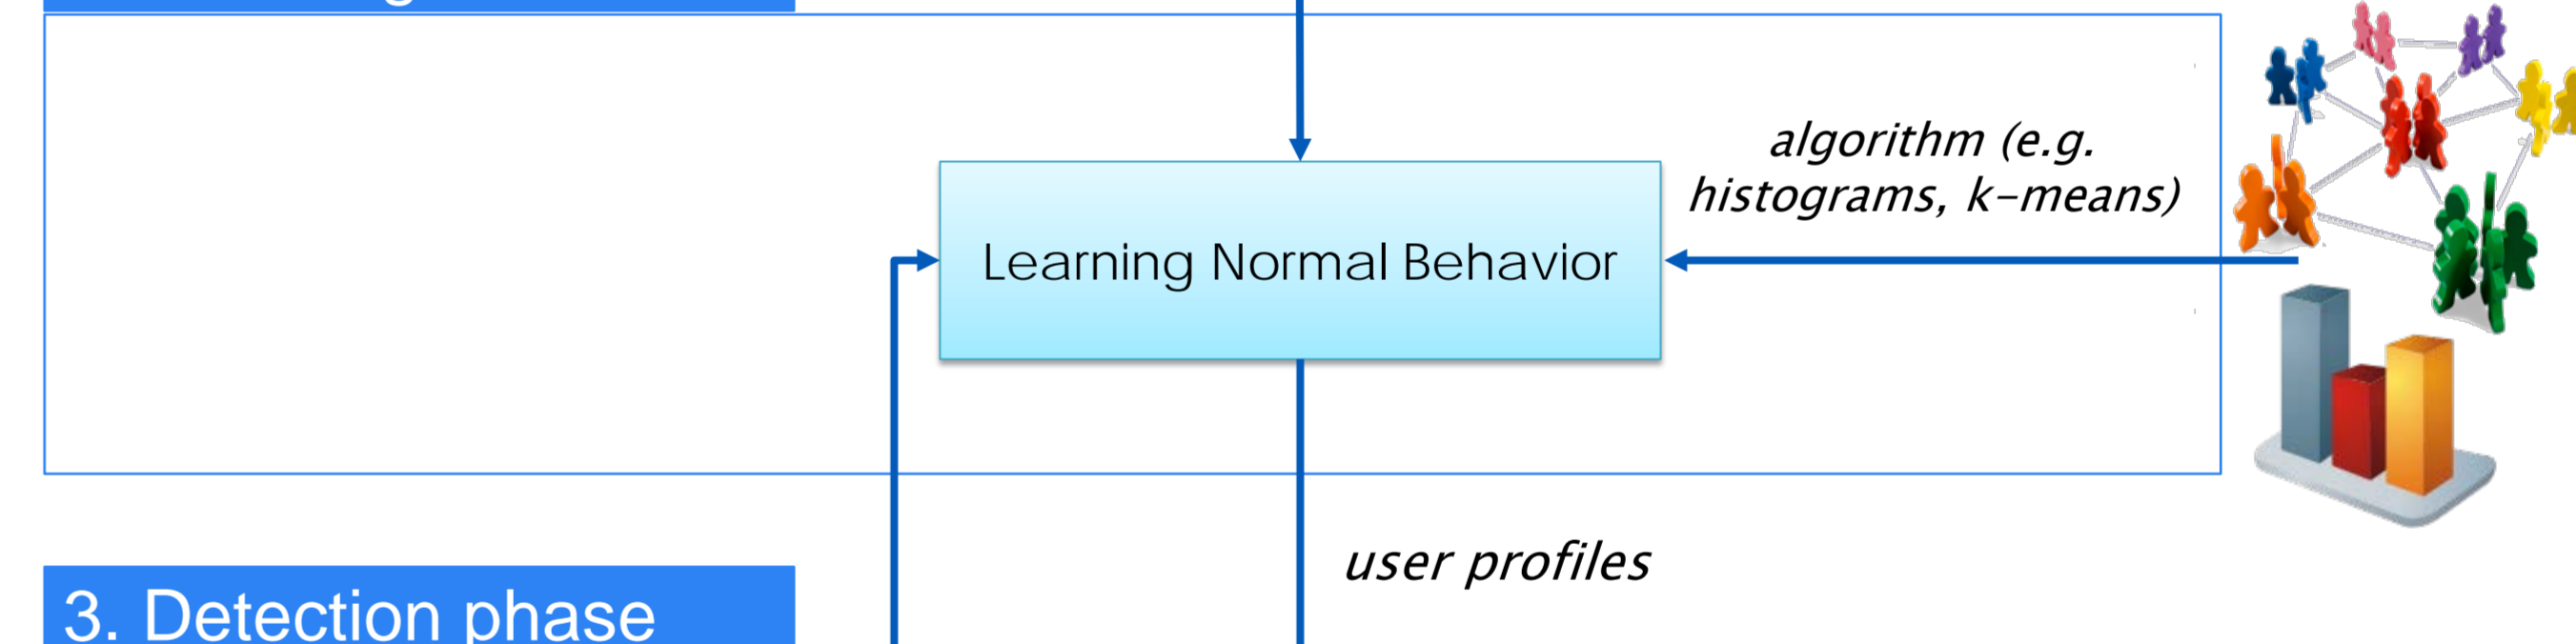 algorithm (e.g.
histograms, k-means)
Learning Normal Behavior
user profiles
3. Detection phase